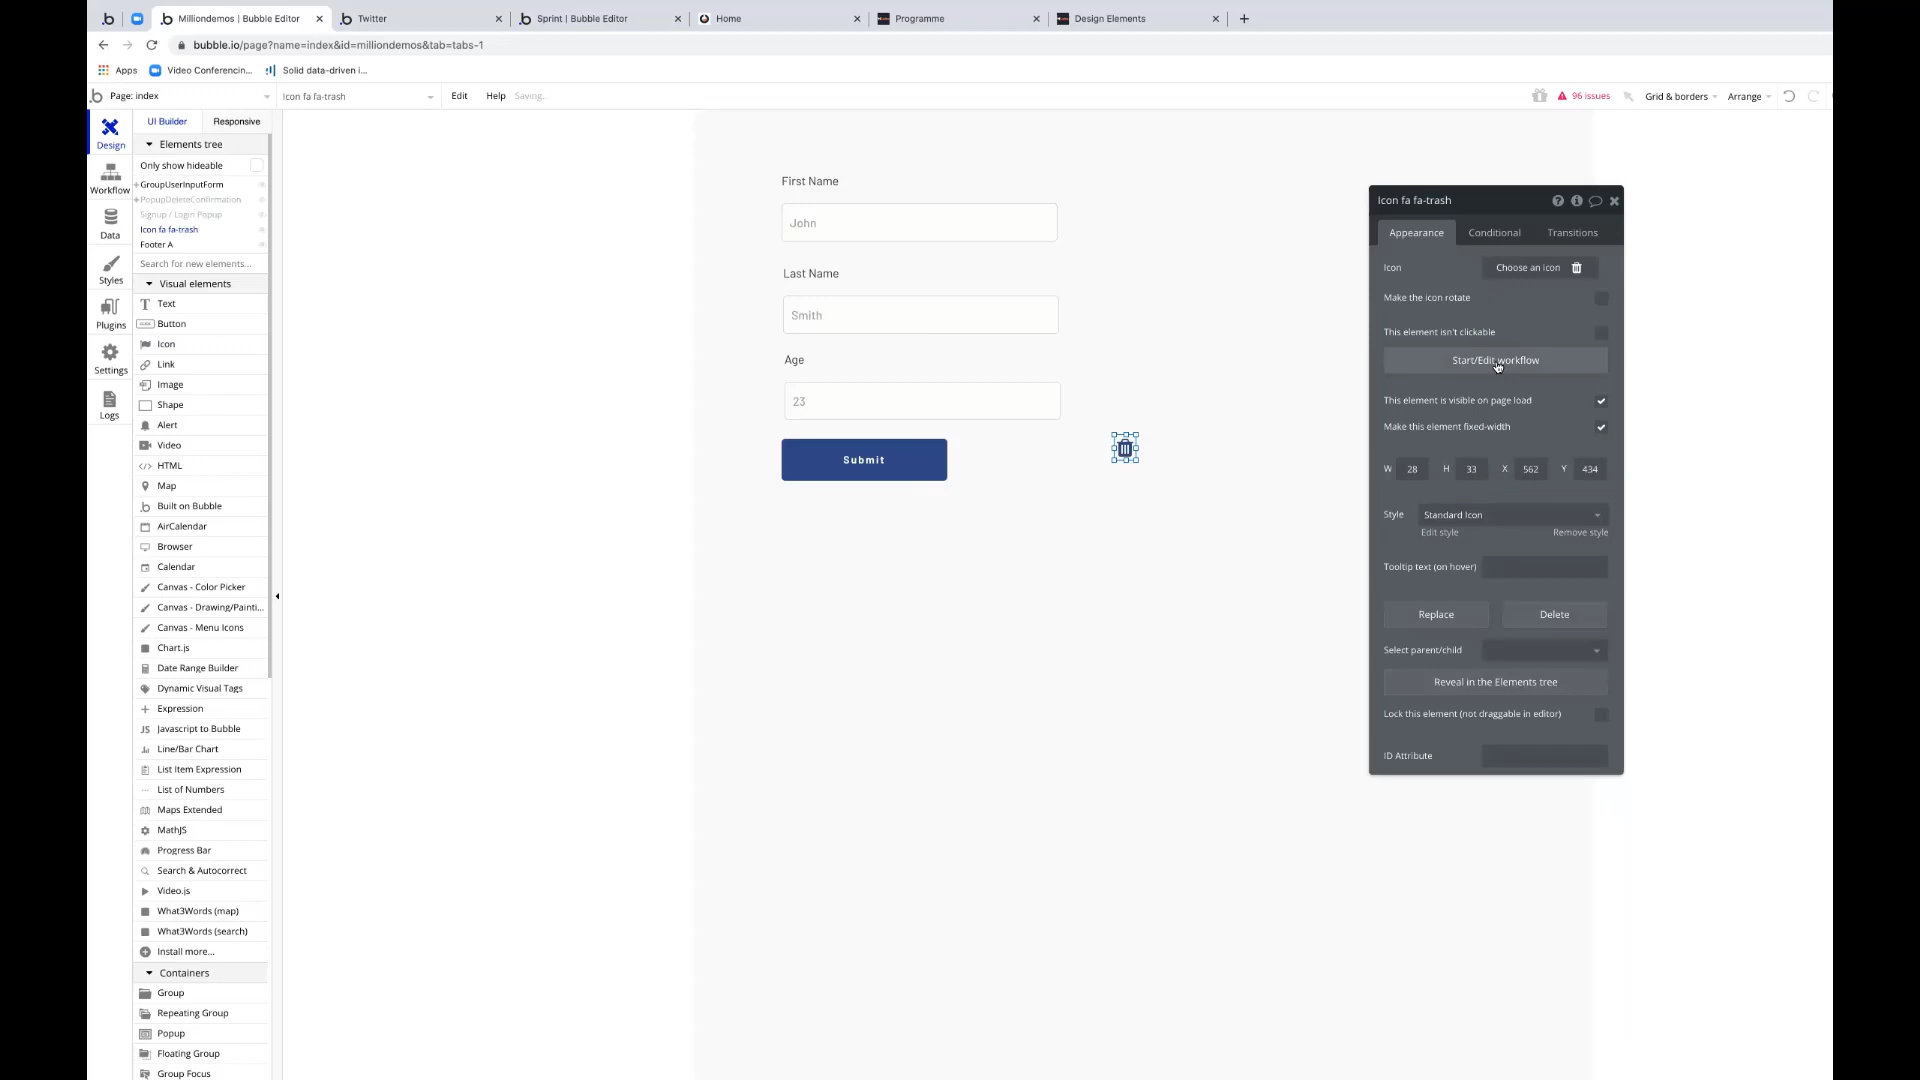 Milliondemos | Bubble Editor
Twitter
Sprint | Bubble Editor
Home
Programme
Design Elements
bubble.io/page?name=index&id=milliondemos&tab=tabs-1
Apps
Video Conferencin...
Solid data-driven i...
Page: index
Icon fa fa-trash
Edit
Help
Saving...
96 issues
Grid & borders
Arrange
Design
Workflow
Data
Styles
Plugins
Settings
Logs
UI Builder
Responsive
Elements tree
Only show hideable
GroupUserInputForm
PopupDeleteConfirmation
Signup / Login Popup
Icon fa fa-trash
Footer A
Search for new elements...
Visual elements
Text
Button
Icon
Link
Image
Shape
Alert
Video
</> HTML
Map
Built on Bubble
AirCalendar
Browser
Calendar
Canvas - Color Picker
Canvas - Drawing/Painti...
Canvas - Menu Icons
Chart.js
Date Range Builder
Dynamic Visual Tags
Expression
JS Javascript to Bubble
Line/Bar Chart
List Item Expression
List of Numbers
Maps Extended
MathJS
Progress Bar
Search & Autocorrect
Video.js
What3Words (map)
What3Words (search)
Install more...
Containers
Group
Repeating Group
Popup
Floating Group
Group Focus
First Name
John
Last Name
Smith
Age
23
Submit
Icon fa fa-trash
Appearance
Conditional
Transitions
Icon
Choose an icon
Make the icon rotate
This element isn't clickable
Start/Edit workflow
This element is visible on page load
Make this element fixed-width
W 28 H 33 X 562 Y 434
Style
Standard Icon
Edit style
Remove style
Tooltip text (on hover)
Replace
Delete
Select parent/child
Reveal in the Elements tree
Lock this element (not draggable in editor)
ID Attribute